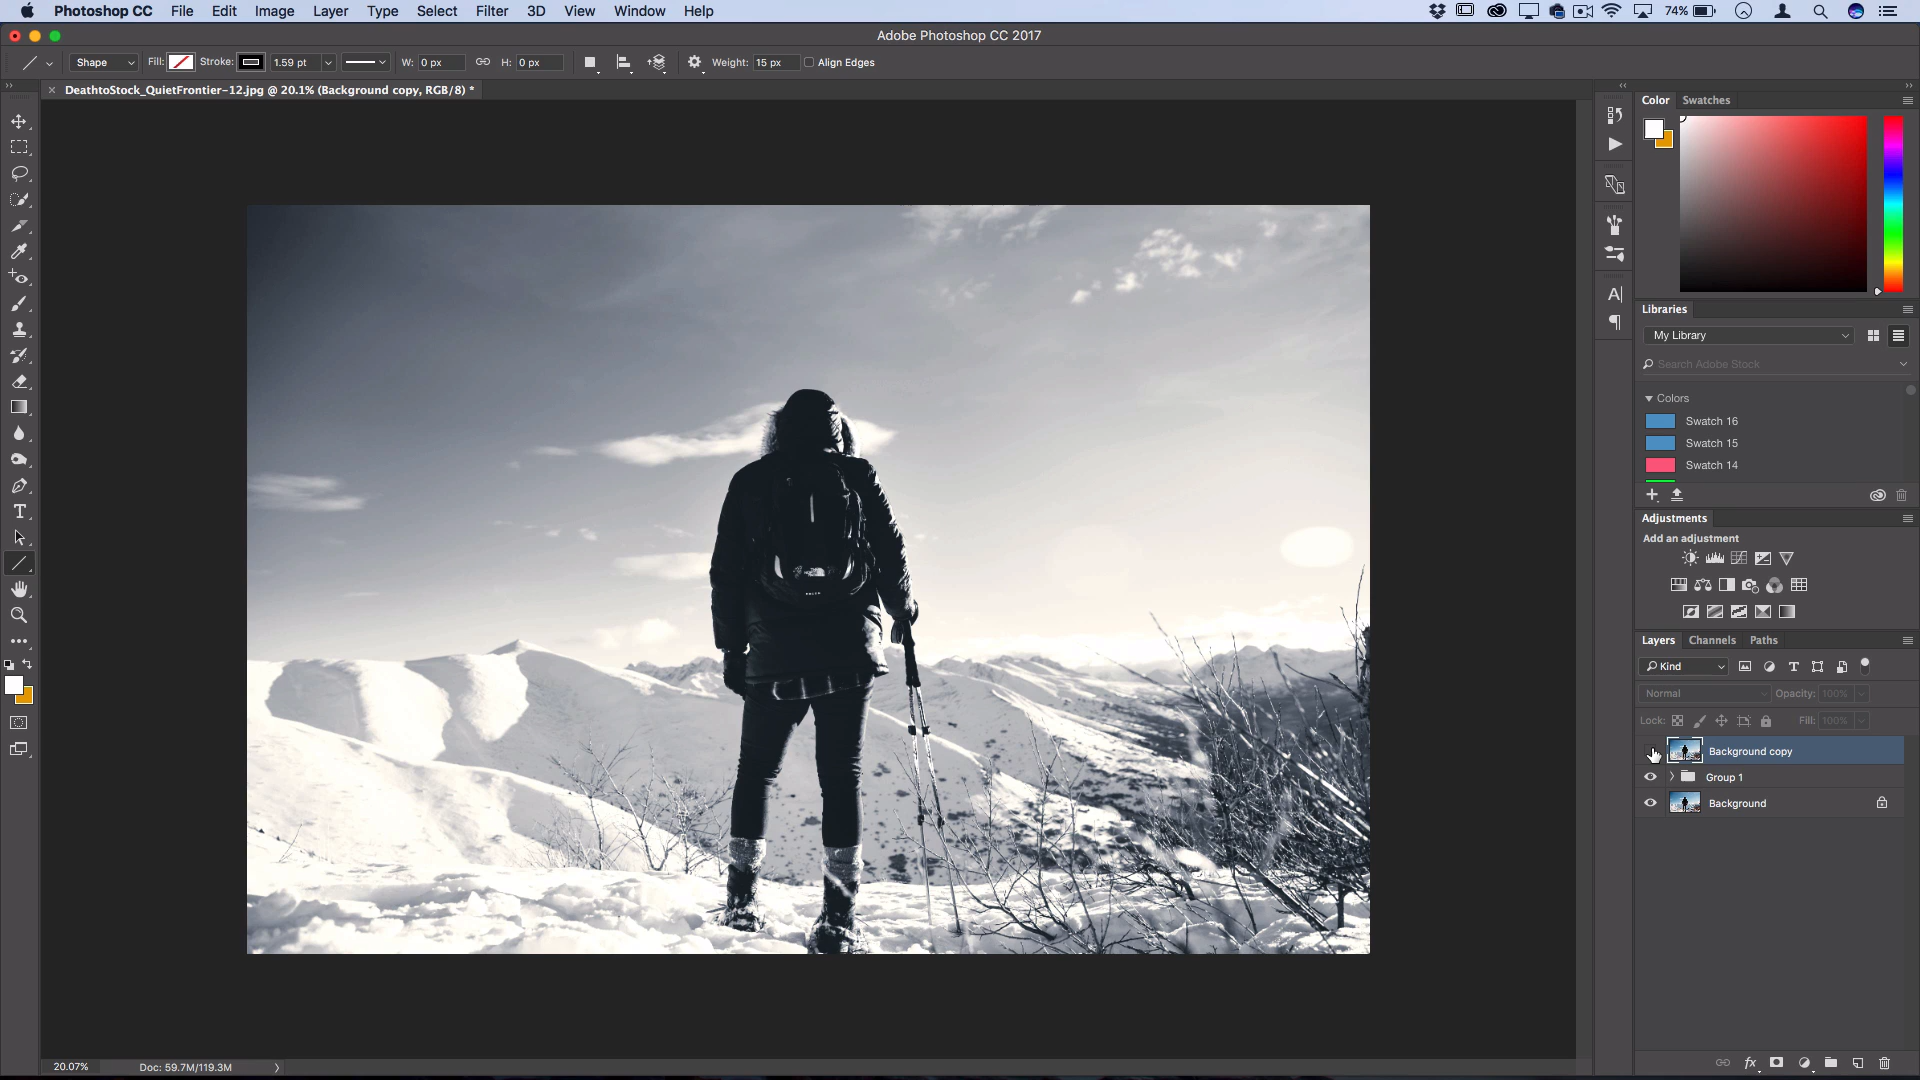 Photoshop CC File Edit Image Layer Type Select Filter 3D View Window Help 74%
Adobe Photoshop CC 2017
Shape Fill: Stroke: 1.59 pt W: 0 px H: 0 px Weight: 15 px Align Edges
DeathtoStock_QuietFrontier-12.jpg @ 20.1% (Background copy, RGB/8) *
Color Swatches
Libraries
My Library
Search Adobe Stock
Colors
Swatch 16
Swatch 15
Swatch 14
Adjustments
Add an adjustment
Layers Channels Paths
Kind
Normal Opacity: 100%
Lock: Fill: 100%
Background copy
Group 1
Background
20.07% Doc: 59.7M/119.3M